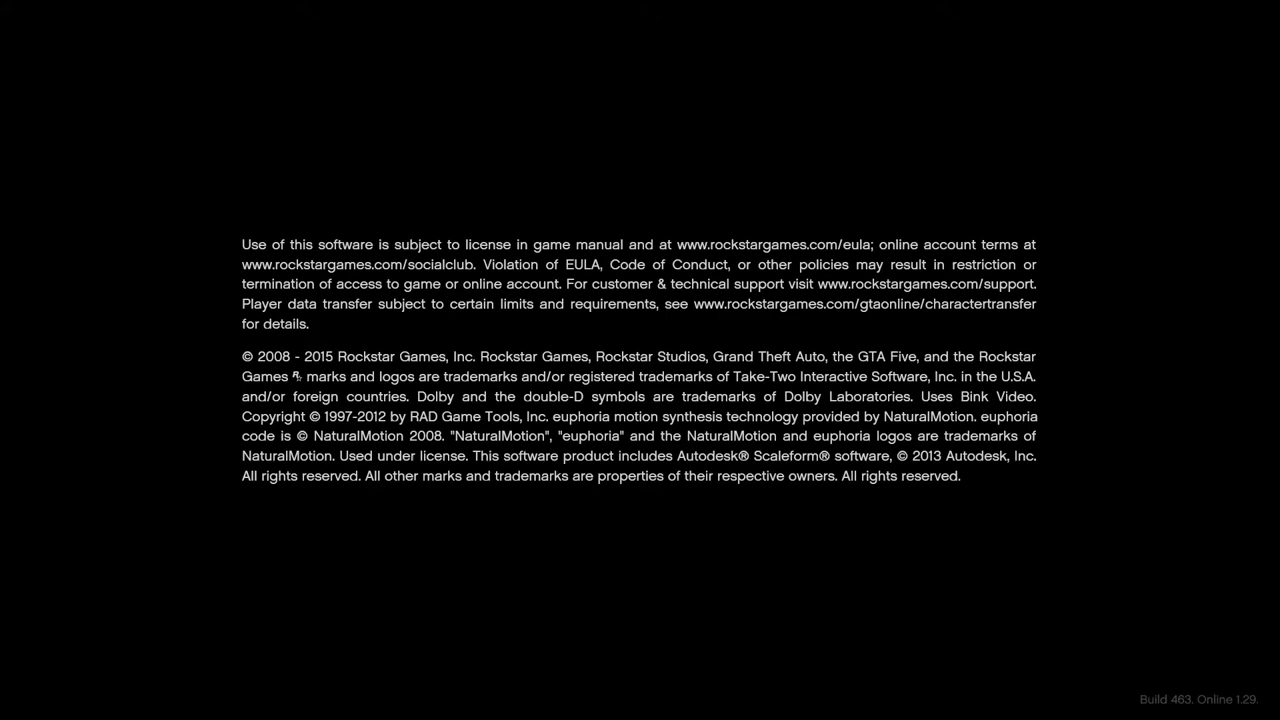 Use of this software is subject to license in game manual and at www.rockstargames.com/eula; online account terms at
www.rockstargames.com/socialclub. Violation of EULA, Code of Conduct, or other policies may result in restriction or
termination of access to game or online account. For customer & technical support visit www.rockstargames.com/support.
Player data transfer subject to certain limits and requirements, see www.rockstargames.com/gtaonline/charactertransfer
for details.
© 2008 - 2015 Rockstar Games, Inc. Rockstar Games, Rockstar Studios, Grand Theft Auto, the GTA Five, and the Rockstar
Games R* marks and logos are trademarks and/or registered trademarks of Take-Two Interactive Software, Inc. in the U.S.A.
and/or foreign countries. Dolby and the double-D symbols are trademarks of Dolby Laboratories. Uses Bink Video.
Copyright © 1997-2012 by RAD Game Tools, Inc. euphoria motion synthesis technology provided by NaturalMotion. euphoria
code is © NaturalMotion 2008. "NaturalMotion", "euphoria" and the NaturalMotion and euphoria logos are trademarks of
NaturalMotion. Used under license. This software product includes Autodesk® Scaleform® software, © 2013 Autodesk, Inc.
All rights reserved. All other marks and trademarks are properties of their respective owners. All rights reserved.
Build 463. Online 1.29.